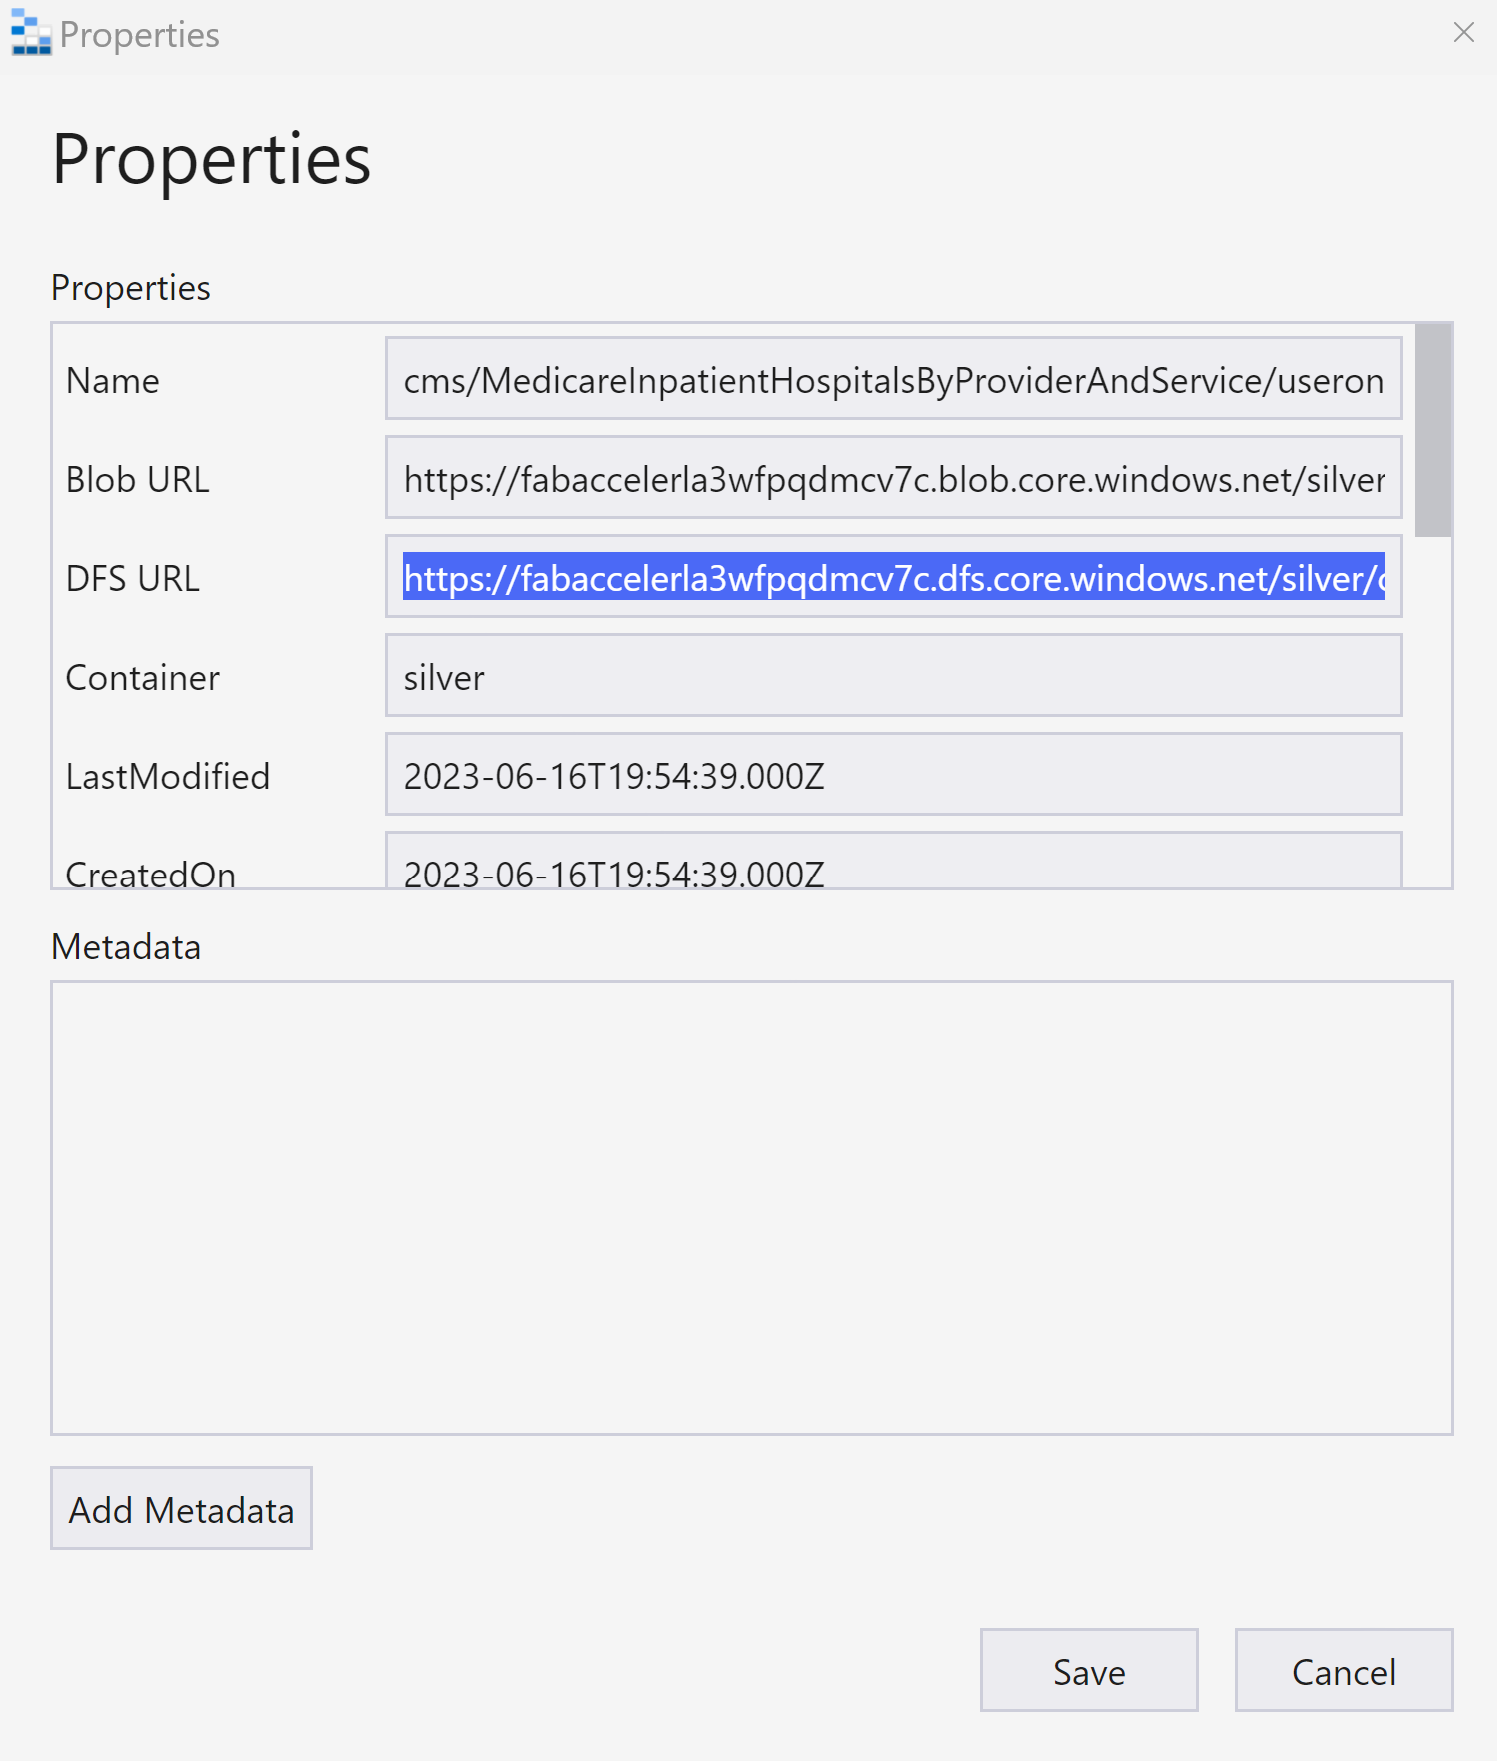 Properties
Properties
Properties
Name cms/MedicareInpatientHospitalsByProviderAndService/useron
Blob URL https://fabaccelerla3wfpqdmcv7c.blob.core.windows.net/silver
DFS URL https://fabaccelerla3wfpqdmcv7c.dfs.core.windows.net/silver/c
Container silver
LastModified 2023-06-16T19:54:39.000Z
CreatedOn 2023-06-16T19:54:39.000Z
Metadata
Add Metadata
Save Cancel